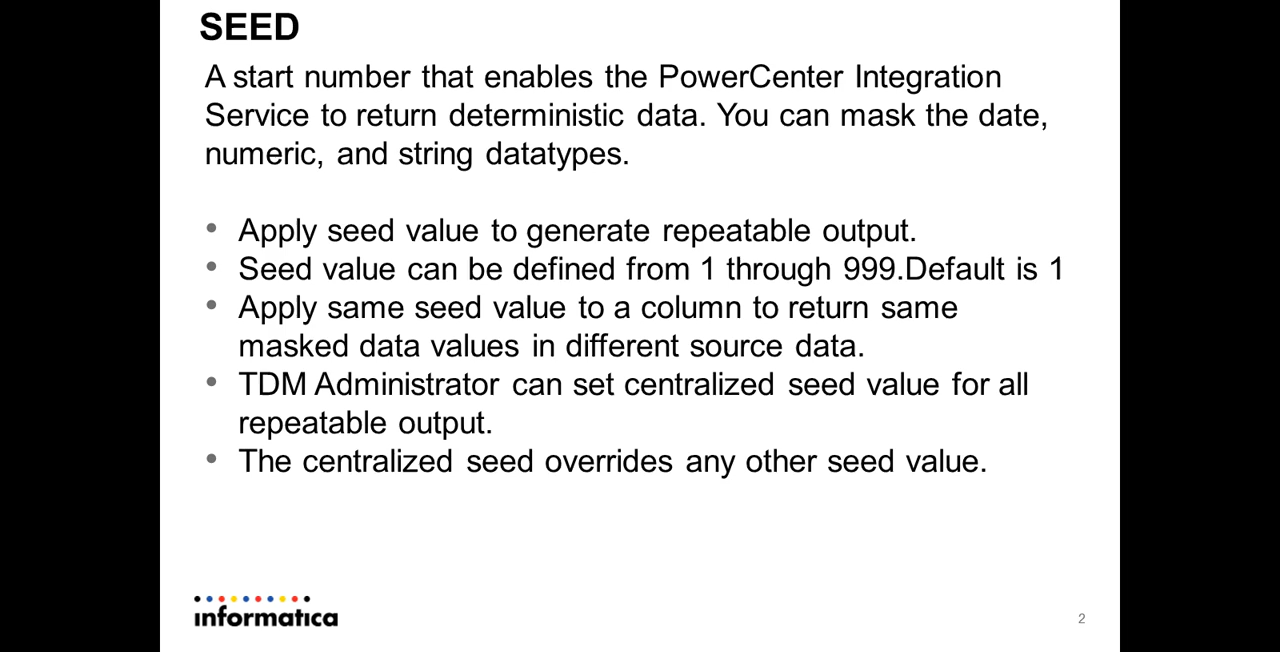 SEED
A start number that enables the PowerCenter Integration
Service to return deterministic data. You can mask the date,
numeric, and string datatypes.
• Apply seed value to generate repeatable output.
• Seed value can be defined from 1 through 999.Default is 1
• Apply same seed value to a column to return same
masked data values in different source data.
• TDM Administrator can set centralized seed value for all
repeatable output.
• The centralized seed overrides any other seed value.
informatica
2